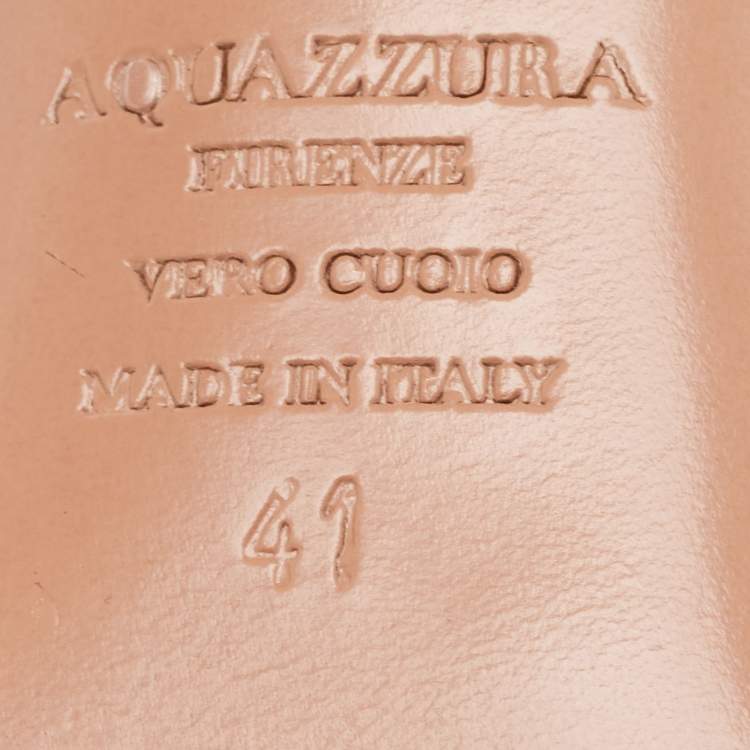 AQUAZZURA
FIRENZE
VERO CUOIO
MADE IN ITALY
41